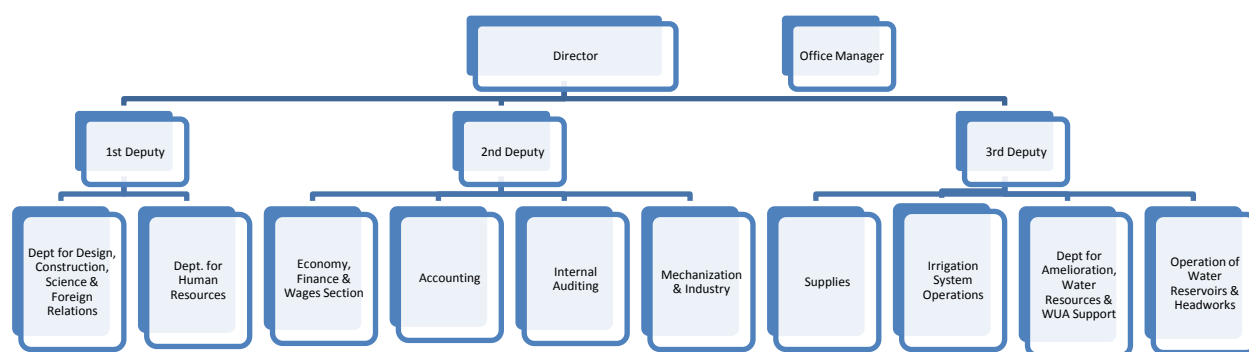 Director
Office Manager
1st Deputy
2nd Deputy
3rd Deputy
Dept for Design,
Construction,
Science &
Foreign
Relations
Dept. for
Human
Resources
Economy,
Finance &
Wages Section
Accounting
Internal
Auditing
Mechanization
& Industry
Supplies
Irrigation
System
Operations
Dept for
Amelioration,
Water
Resources &
WUA Support
Operation of
Water
Reservoirs &
Headworks